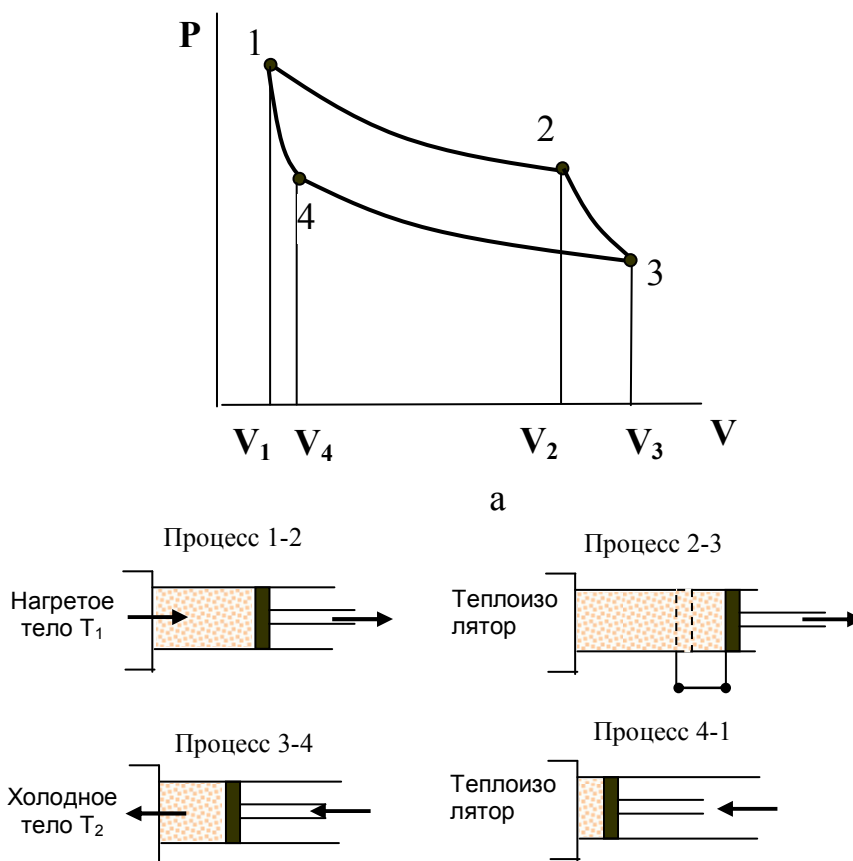 P
1
2
4
3
V₁
V₄
V₂
V₃
V
а
Процесс 1-2
Нагретое
тело T₁
Процесс 2-3
Теплоизо
лятор
Процесс 3-4
Холодное
тело T₂
Процесс 4-1
Теплоизо
лятор